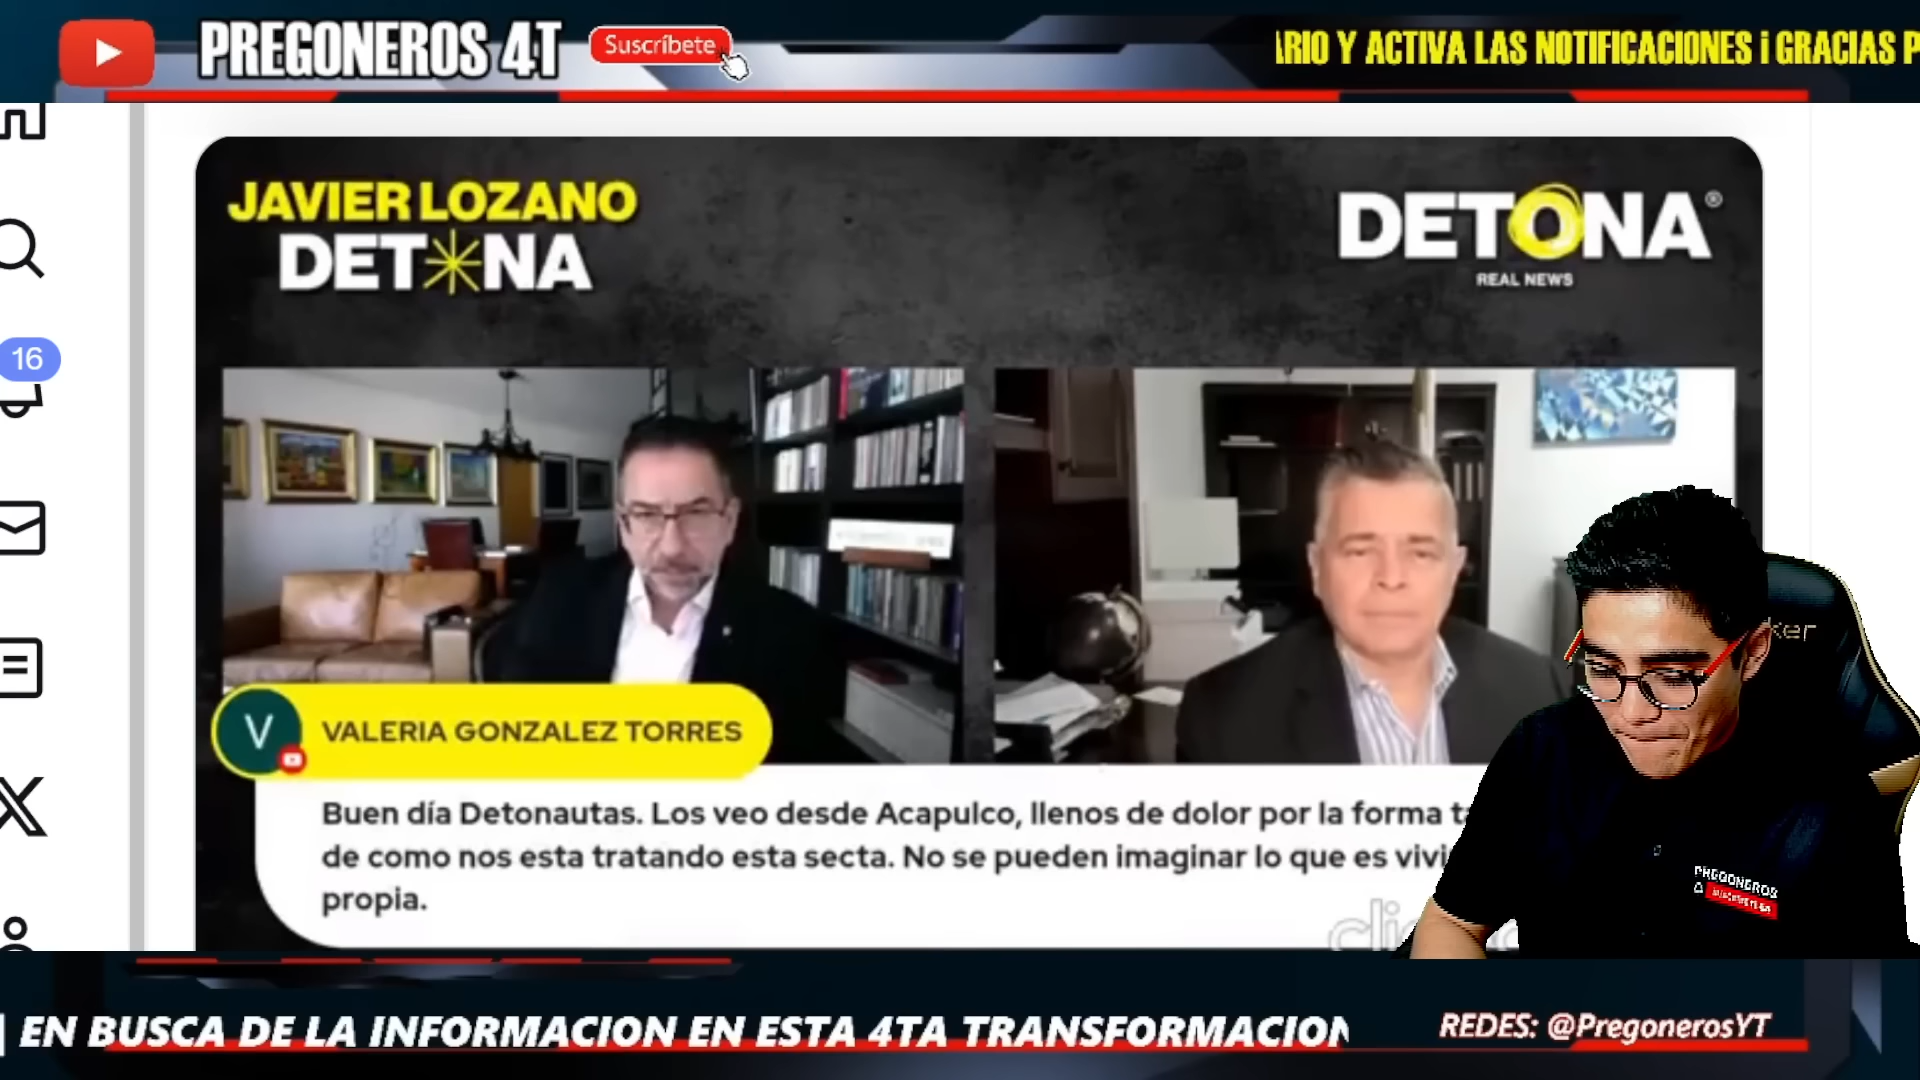 PREGONEROS 4T
Suscríbete
ARIO Y ACTIVA LAS NOTIFICACIONES ¡ GRACIAS P
JAVIER LOZANO
DETONA
DETONA®
REAL NEWS
16
V
VALERIA GONZALEZ TORRES
Buen día Detonautas. Los veo desde Acapulco, llenos de dolor por la forma
de como nos esta tratando esta secta. No se pueden imaginar lo que es
propia.
ker
PREGONEROS
EN BUSCA DE LA INFORMACION EN ESTA 4TA TRANSFORMACION
REDES: @PregonerosYT